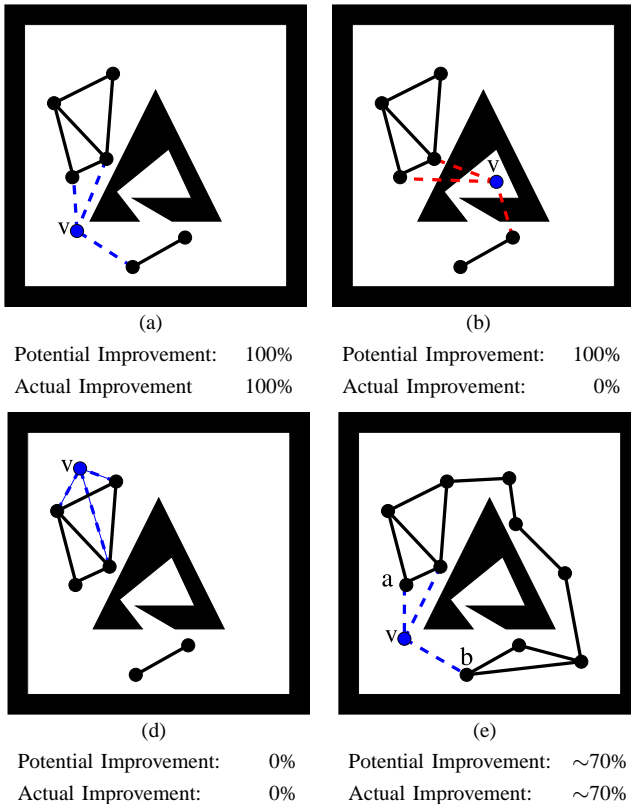 v
v
(a)
(b)
Potential Improvement: 100%
Actual Improvement 100%
Potential Improvement: 100%
Actual Improvement: 0%
v
a
v
b
(d)
(e)
Potential Improvement: 0%
Actual Improvement: 0%
Potential Improvement: ~70%
Actual Improvement: ~70%